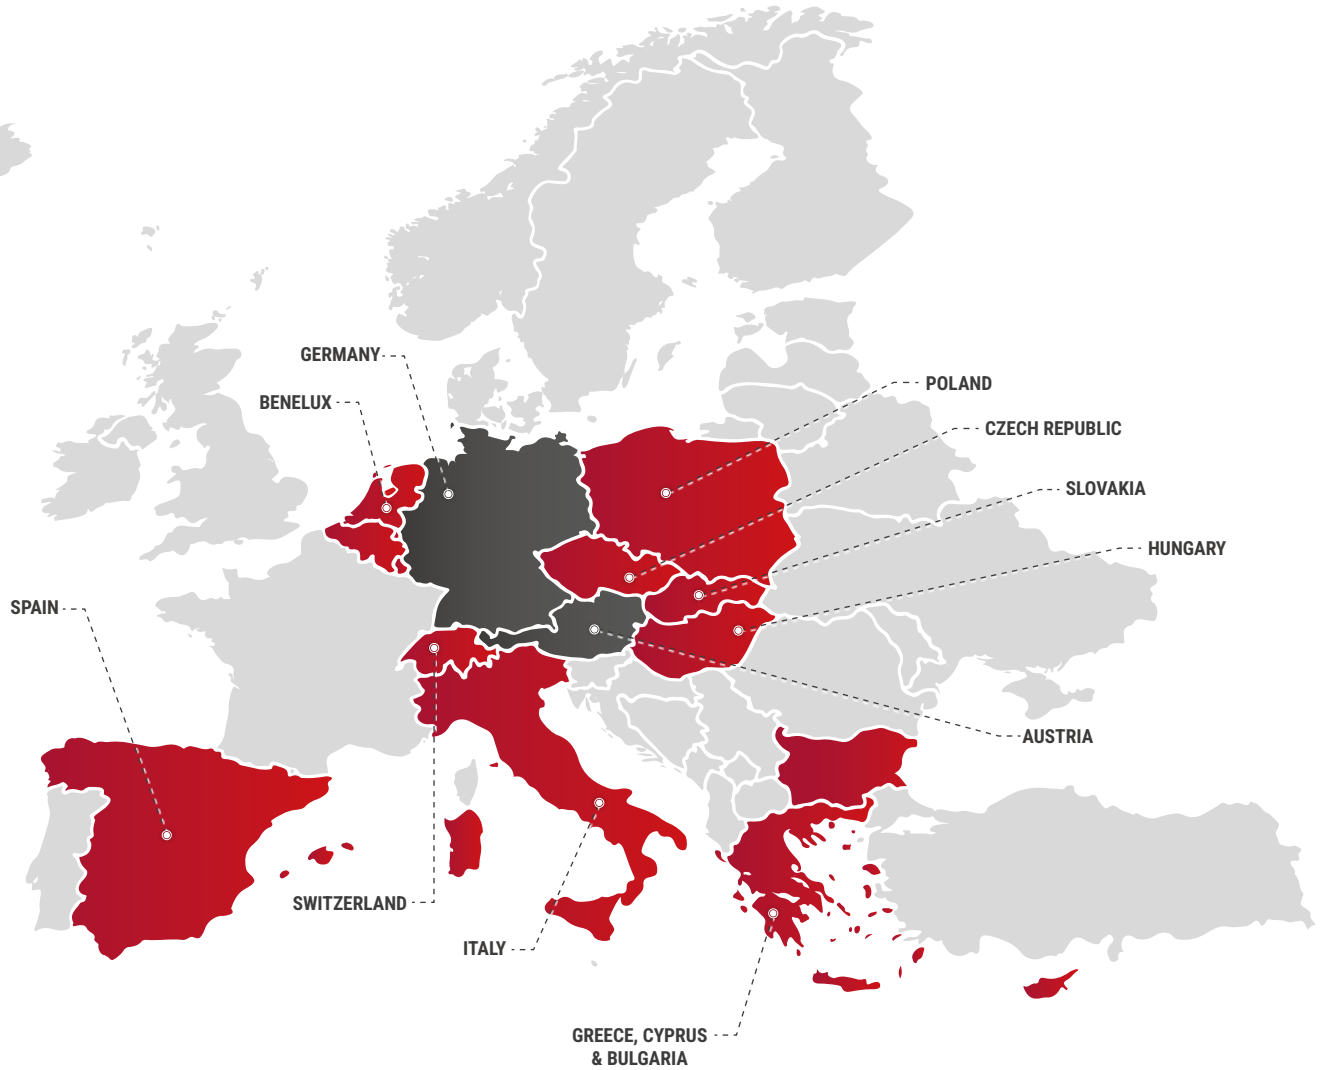 GERMANY
BENELUX
POLAND
CZECH REPUBLIC
SLOVAKIA
HUNGARY
SPAIN
AUSTRIA
SWITZERLAND
ITALY
GREECE, CYPRUS
& BULGARIA